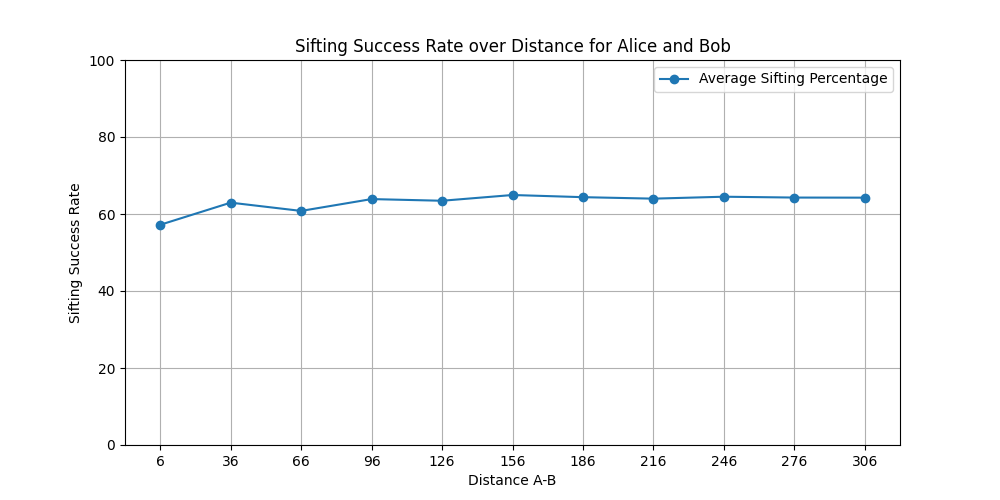 Sifting Success Rate over Distance for Alice and Bob
Average Sifting Percentage
Sifting Success Rate
100
80
60
40
20
0
6 36 66 96 126 156 186 216 246 276 306
Distance A-B